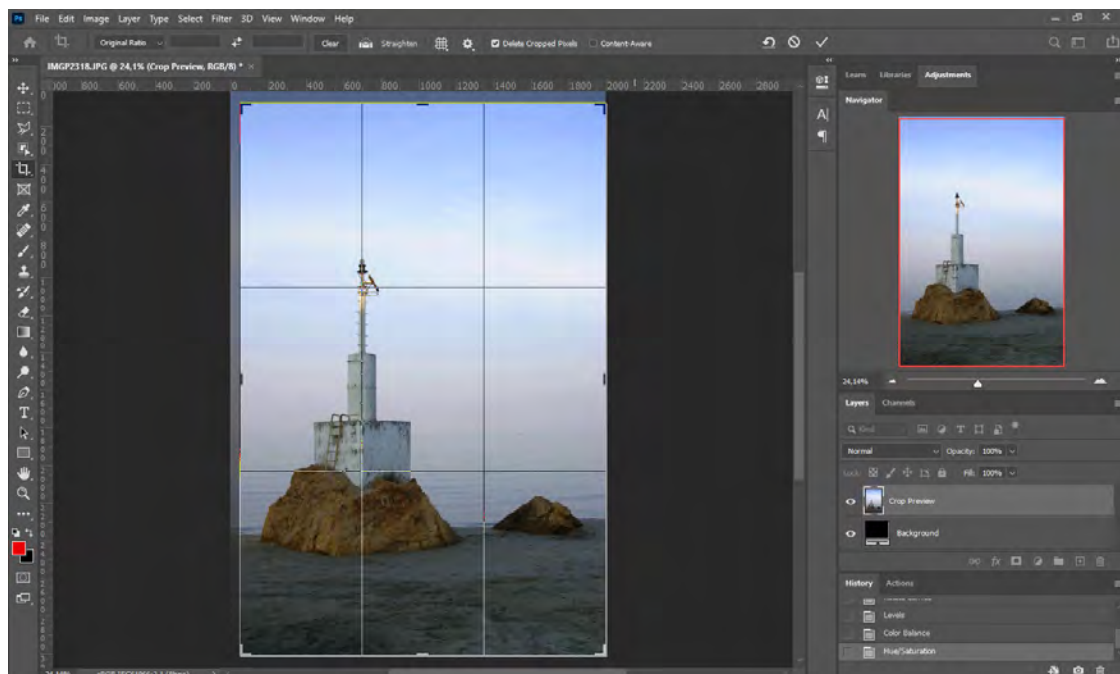 Ps File Edit Image Layer Type Select Filter 3D View Window Help
Original Ratio Clear Straighten Delete Cropped Pixels Content-Aware
IMGP2318.JPG @ 24,1% (Crop Preview, RGB/8) * ×
800 600 400 200 0 200 400 600 800 1000 1200 1400 1600 1800 2000 2200 2400 2600 2800
Learn Libraries Adjustments
Navigator
24,14%
Layers Channels
Kind
Normal Opacity: 100%
Lock: Fill: 100%
Crop Preview
Background
fx
History Actions
Levels
Color Balance
Hue/Saturation